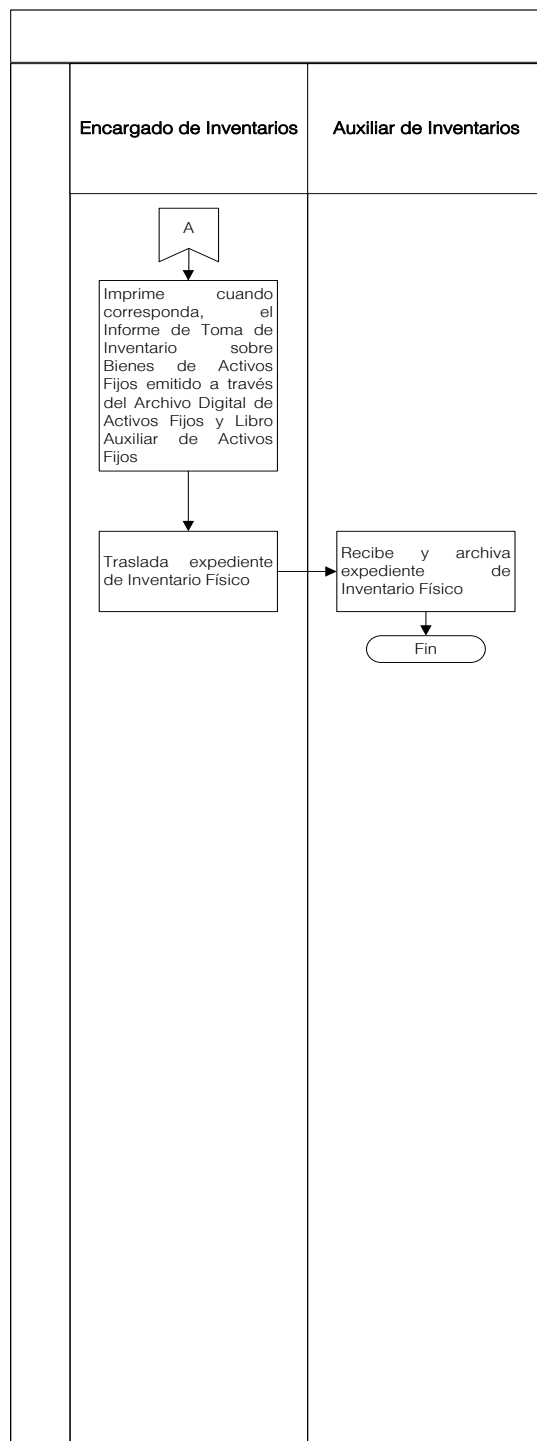 Encargado de Inventarios
Auxiliar de Inventarios
A
Imprime cuando
corresponda, el
Informe de Toma de
Inventario sobre
Bienes de Activos
Fijos emitido a través
del Archivo Digital de
Activos Fijos y Libro
Auxiliar de Activos
Fijos
Traslada expediente
de Inventario Físico
Recibe y archiva
expediente de
Inventario Físico
Fin